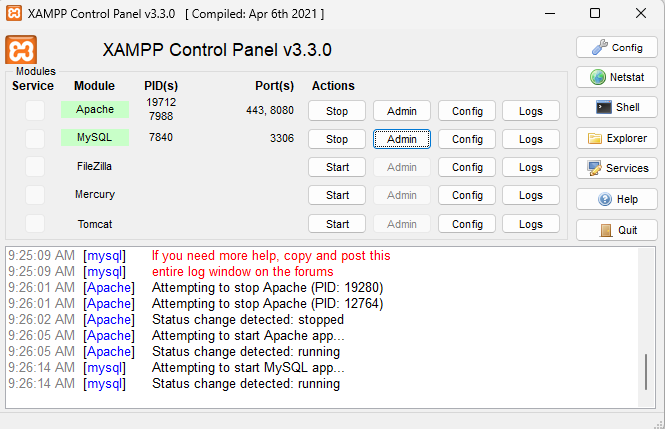 XAMPP Control Panel v3.3.0 [ Compiled: Apr 6th 2021 ]
XAMPP Control Panel v3.3.0
Config
Modules
Service Module PID(s) Port(s) Actions
Netstat
Apache 19712 7988 443, 8080 Stop Admin Config Logs
Shell
MySQL 7840 3306 Stop Admin Config Logs
Explorer
FileZilla Start Admin Config Logs
Services
Mercury Start Admin Config Logs
Help
Tomcat Start Admin Config Logs
Quit
9:25:09 AM [mysql] If you need more help, copy and post this
9:25:09 AM [mysql] entire log window on the forums
9:26:01 AM [Apache] Attempting to stop Apache (PID: 19280)
9:26:01 AM [Apache] Attempting to stop Apache (PID: 12764)
9:26:02 AM [Apache] Status change detected: stopped
9:26:05 AM [Apache] Attempting to start Apache app...
9:26:05 AM [Apache] Status change detected: running
9:26:14 AM [mysql] Attempting to start MySQL app...
9:26:14 AM [mysql] Status change detected: running